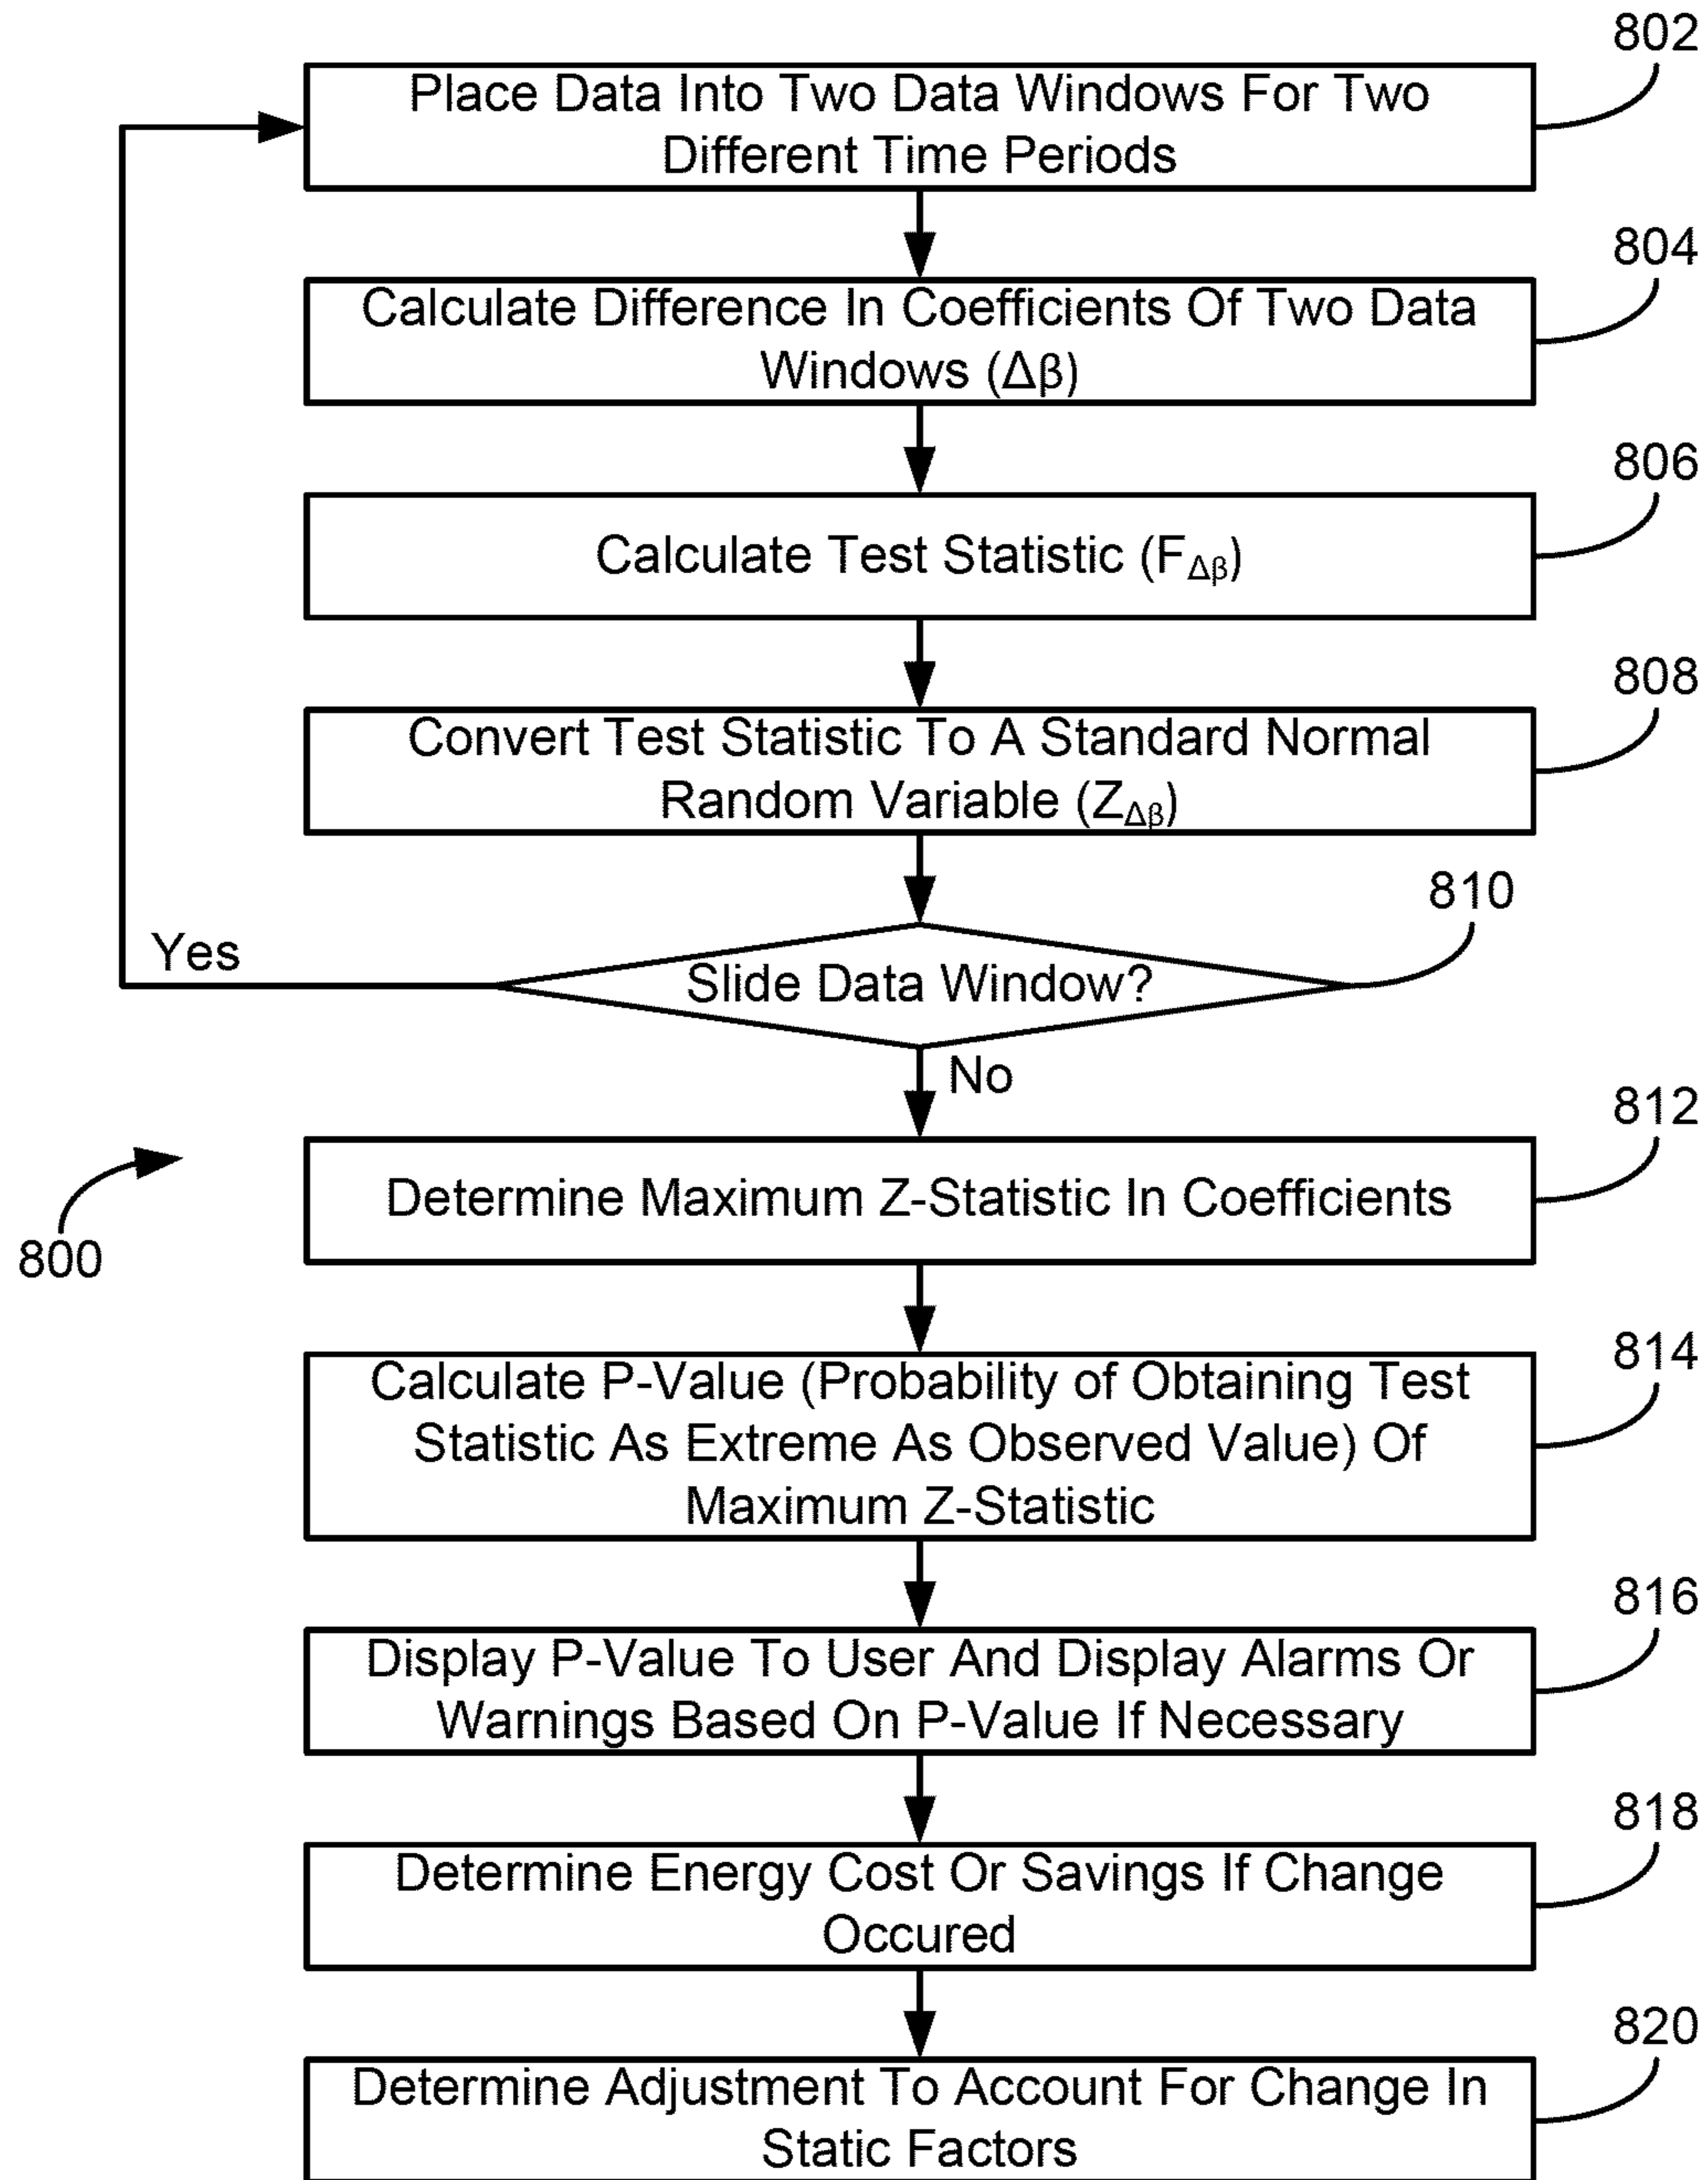 802
Place Data Into Two Data Windows For Two
Different Time Periods
804
Calculate Difference In Coefficients Of Two Data
Windows (Δβ)
806
Calculate Test Statistic (FΔβ)
808
Convert Test Statistic To A Standard Normal
Random Variable (ZΔβ)
810
Yes
Slide Data Window?
No
812
Determine Maximum Z-Statistic In Coefficients
800
814
Calculate P-Value (Probability of Obtaining Test
Statistic As Extreme As Observed Value) Of
Maximum Z-Statistic
816
Display P-Value To User And Display Alarms Or
Warnings Based On P-Value If Necessary
818
Determine Energy Cost Or Savings If Change
Occured
820
Determine Adjustment To Account For Change In
Static Factors